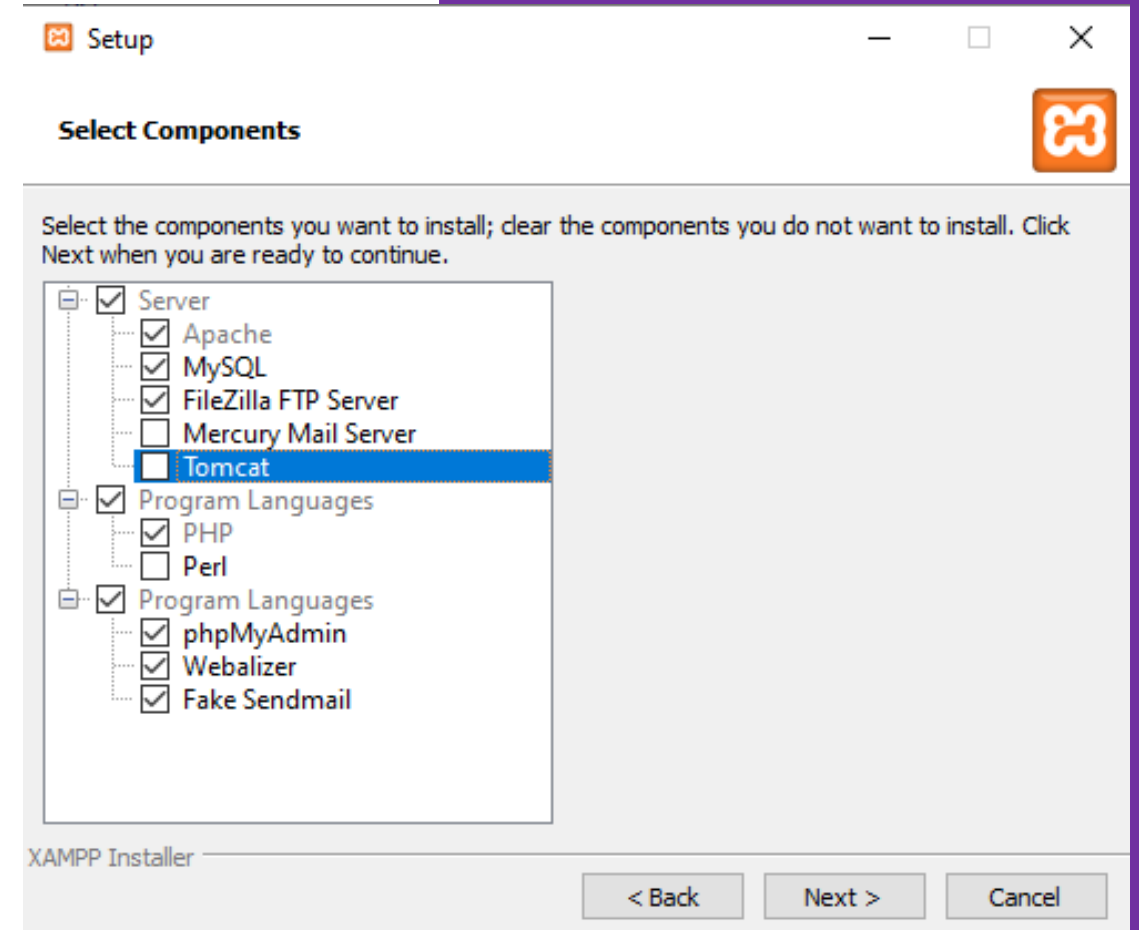 Setup
Select Components
Select the components you want to install; clear the components you do not want to install. Click
Next when you are ready to continue.
Server
Apache
MySQL
FileZilla FTP Server
Mercury Mail Server
Tomcat
Program Languages
PHP
Perl
Program Languages
phpMyAdmin
Webalizer
Fake Sendmail
XAMPP Installer
< Back
Next >
Cancel